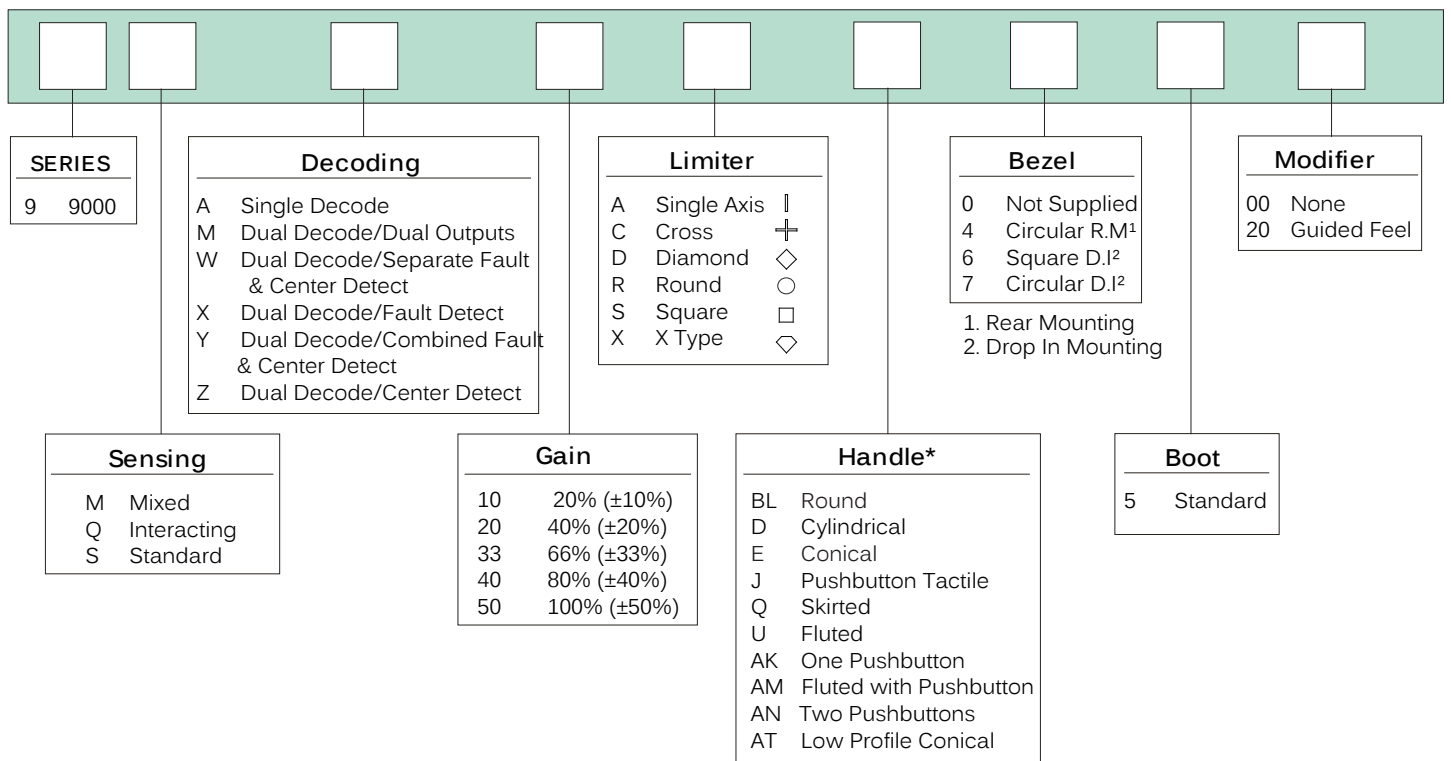 SERIES
9 9000
Decoding
A Single Decode
M Dual Decode/Dual Outputs
W Dual Decode/Separate Fault
& Center Detect
X Dual Decode/Fault Detect
Y Dual Decode/Combined Fault
& Center Detect
Z Dual Decode/Center Detect
Limiter
A Single Axis
C Cross
D Diamond
R Round
S Square
X X Type
Bezel
0 Not Supplied
4 Circular R.M¹
6 Square D.I²
7 Circular D.I²
1. Rear Mounting
2. Drop In Mounting
Modifier
00 None
20 Guided Feel
Sensing
M Mixed
Q Interacting
S Standard
Gain
10 20% (±10%)
20 40% (±20%)
33 66% (±33%)
40 80% (±40%)
50 100% (±50%)
Handle*
BL Round
D Cylindrical
E Conical
J Pushbutton Tactile
Q Skirted
U Fluted
AK One Pushbutton
AM Fluted with Pushbutton
AN Two Pushbuttons
AT Low Profile Conical
Boot
5 Standard